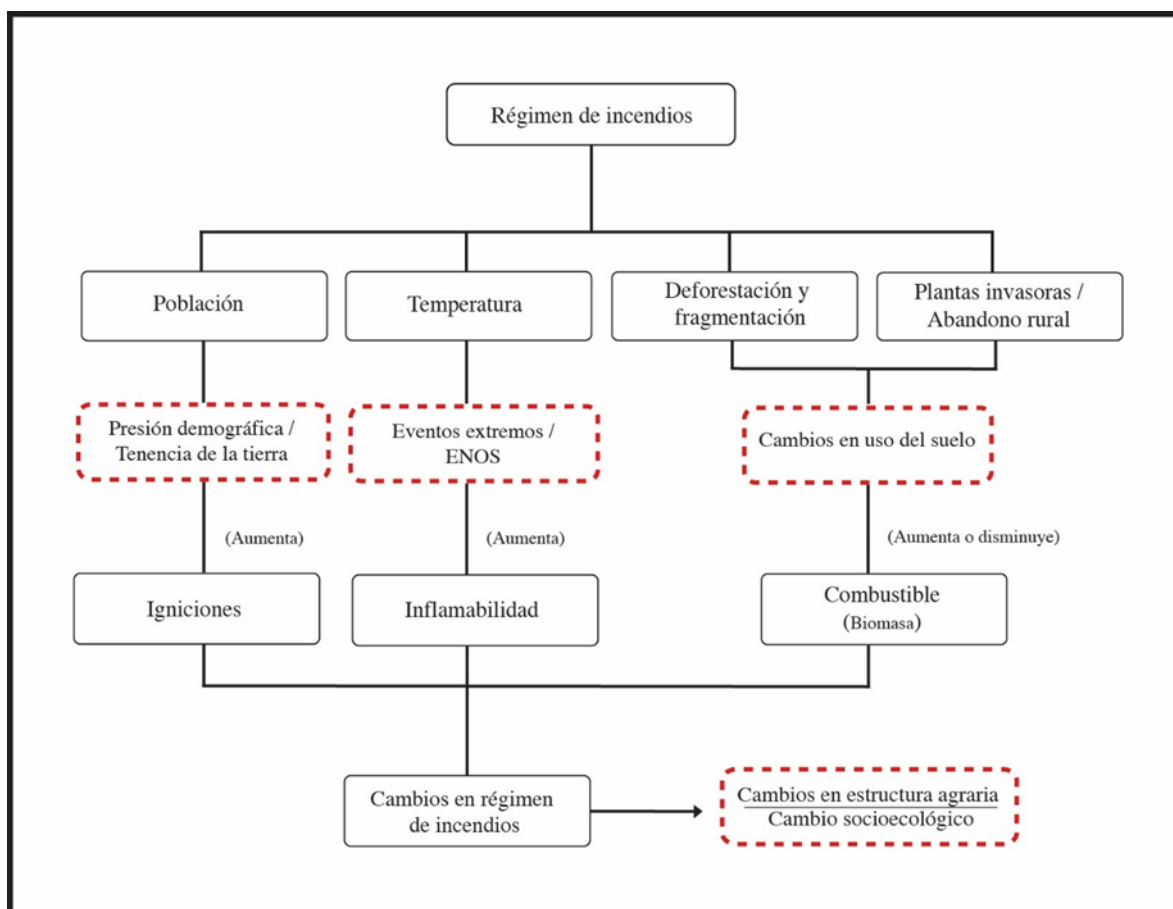 Régimen de incendios
Población
Temperatura
Deforestación y
fragmentación
Plantas invasoras /
Abandono rural
Presión demográfica /
Tenencia de la tierra
Eventos extremos /
ENOS
Cambios en uso del suelo
(Aumenta)
(Aumenta)
(Aumenta o disminuye)
Igniciones
Inflamabilidad
Combustible
(Biomasa)
Cambios en régimen
de incendios
Cambios en estructura agraria
Cambio socioecológico